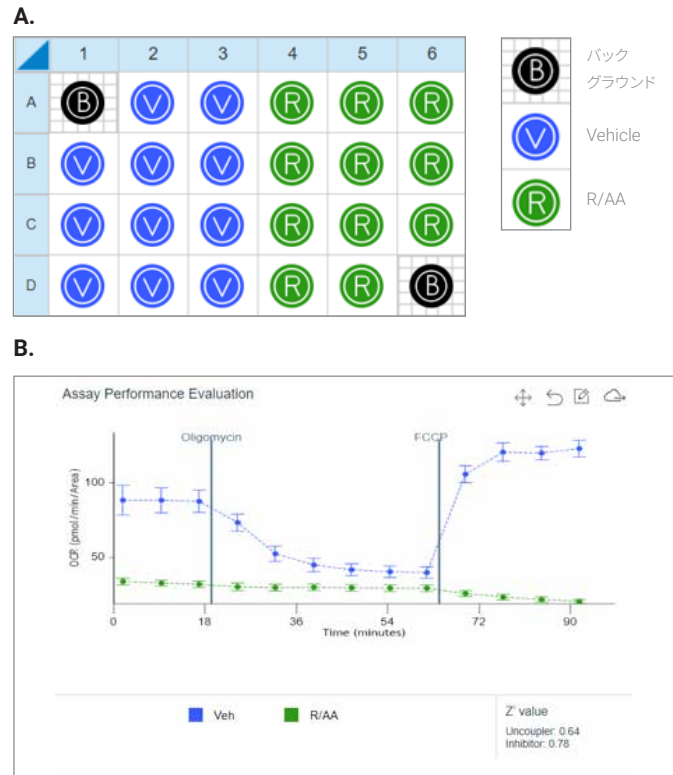 A.
1 2 3 4 5 6
A B V V R R R
B V V V R R R
C V V V R R R
D V V V R R B
B バック
グラウンド
V Vehicle
R R/AA
B.
Assay Performance Evaluation
Oligomycin FCCP
OCR (pmol/min/Area)
100
50
0 18 36 54 72 90
Time (minutes)
Veh R/AA
Z' value
Uncoupler: 0.64
Inhibitor: 0.78